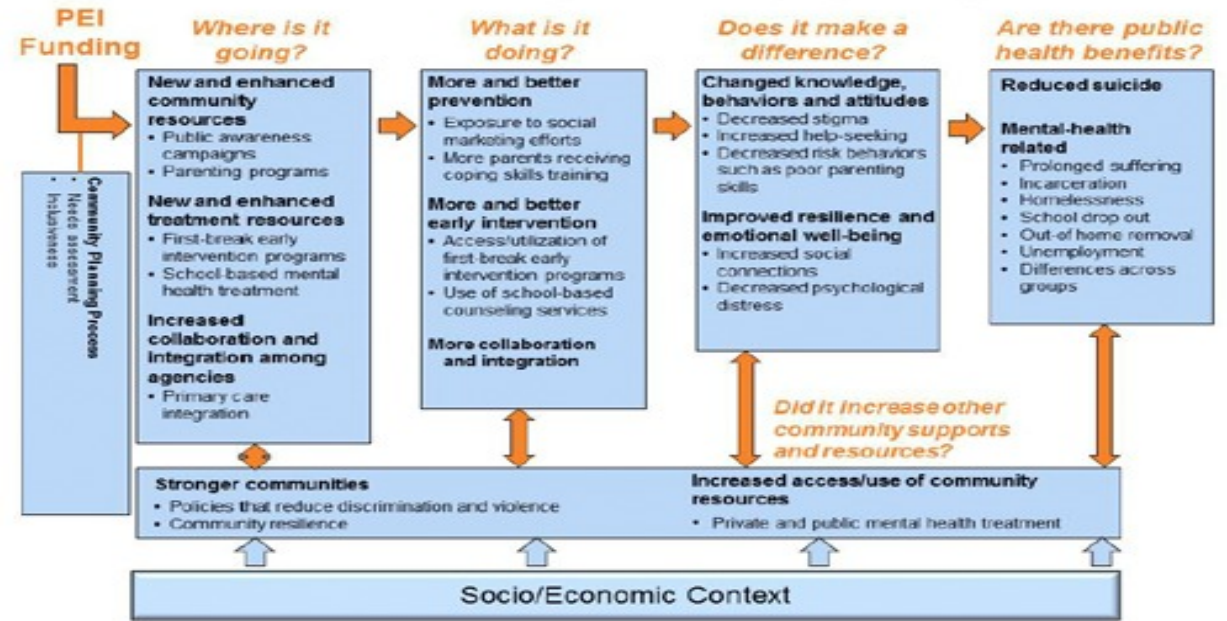 PEI
Funding
Where is it
going?
What is it
doing?
Does it make a
difference?
Are there public
health benefits?
Community Planning Process
• Needs assessment
• Inclusiveness
New and enhanced
community
resources
• Public awareness
campaigns
• Parenting programs
New and enhanced
treatment resources
• First-break early
intervention programs
• School-based mental
health treatment
Increased
collaboration and
integration among
agencies
• Primary care
integration
More and better
prevention
• Exposure to social
marketing efforts
• More parents receiving
coping skills training
More and better
early intervention
• Access/utilization of
first-break early
intervention programs
• Use of school-based
counseling services
More collaboration
and integration
Changed knowledge,
behaviors and attitudes
• Decreased stigma
• Increased help-seeking
• Decreased risk behaviors
such as poor parenting
skills
Improved resilience and
emotional well-being
• Increased social
connections
• Decreased psychological
distress
Reduced suicide
Mental-health
related
• Prolonged suffering
• Incarceration
• Homelessness
• School drop out
• Out-of home removal
• Unemployment
• Differences across
groups
Did it increase other
community supports
and resources?
Stronger communities
• Policies that reduce discrimination and violence
• Community resilience
Increased access/use of community
resources
• Private and public mental health treatment
Socio/Economic Context